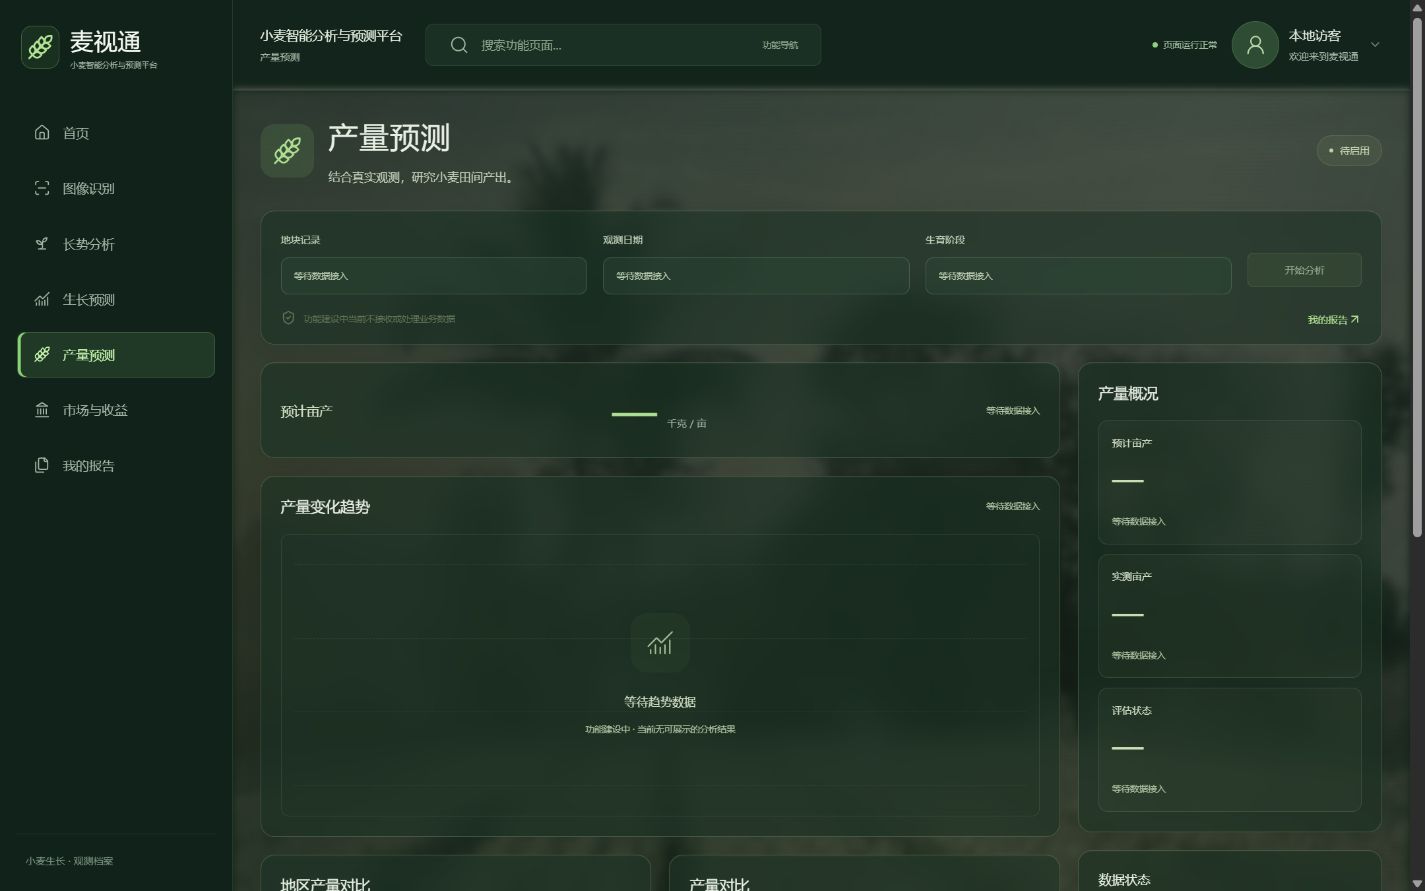 麦视通
小麦智能分析与预测平台
首页
图像识别
长势分析
生长预测
产量预测
市场与收益
我的报告
小麦生长 · 观测档案
小麦智能分析与预测平台
产量预测
搜索功能页面...
功能导航
页面运行正常
本地访客
欢迎来到麦视通
产量预测
结合真实观测，研究小麦田间产出。
待启用
地块记录
等待数据接入
观测日期
等待数据接入
生育阶段
等待数据接入
开始分析
功能建设中当前不接收或处理业务数据
我的报告
预计亩产
千克 / 亩
等待数据接入
产量变化趋势
等待数据接入
等待趋势数据
功能建设中 · 当前无可展示的分析结果
产量概况
预计亩产
等待数据接入
实测亩产
等待数据接入
评估状态
等待数据接入
地区产量对比
产量对比
数据状态